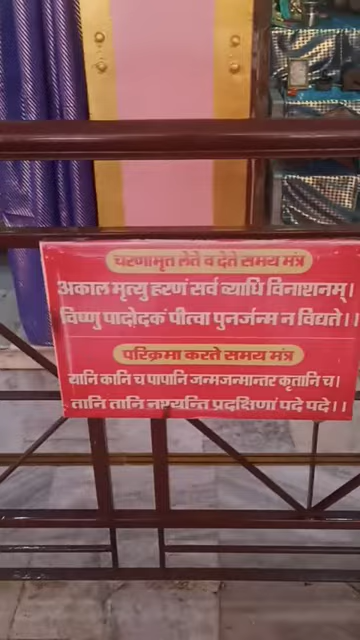 चरणामृत लेते व देते समय मंत्र
अकाल मृत्यु हरणं सर्व व्याधि विनाशनम्।
विष्णु पादोदकं पीत्वा पुनर्जन्म न विद्यते।।
परिक्रमा करते समय मंत्र
यानि कानि च पापानि जन्मजन्मान्तर कृतानि च।
तानि तानि नश्यन्ति प्रदक्षिणां पदे पदे।।